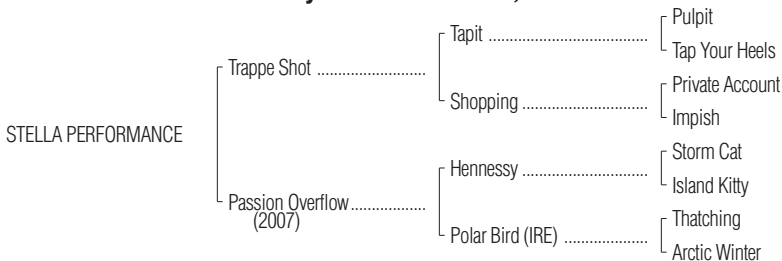 Pulpit
Tapit ........................................
Tap Your Heels
Trappe Shot ...........................
Private Account
Shopping ................................
Impish
STELLA PERFORMANCE
Storm Cat
Hennessy ................................
Island Kitty
Passion Overflow ..................
(2007)
Thatching
Polar Bird (IRE) .....................
Arctic Winter